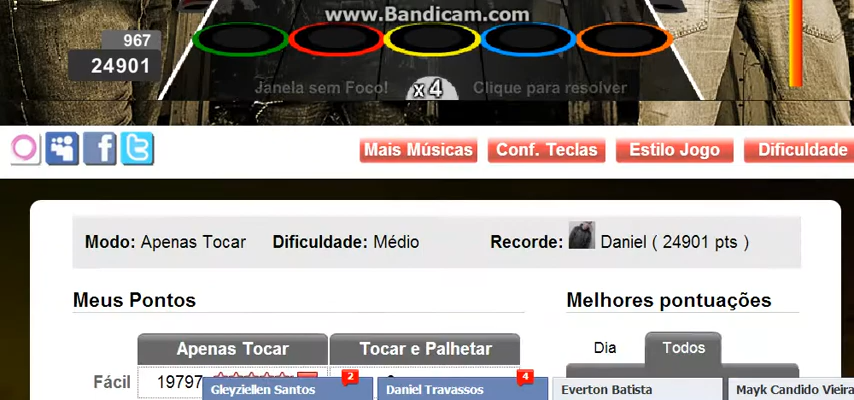 www.Bandicam.com
967
24901
Janela sem Foco! x 4 Clique para resolver
Mais Músicas Conf. Teclas Estilo Jogo Dificuldade
Modo: Apenas Tocar Dificuldade: Médio Recorde: Daniel ( 24901 pts )
Meus Pontos Melhores pontuações
Dia Todos
Apenas Tocar Tocar e Palhetar
Fácil 19797
Gleyziellen Santos 2 Daniel Travassos 4 Everton Batista Mayk Candido Vieira